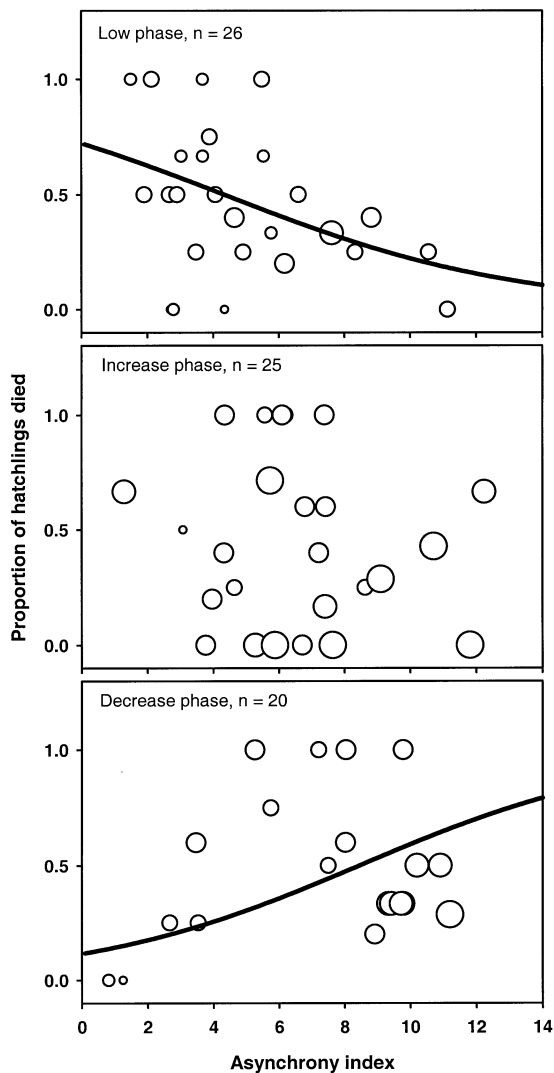 Low phase, n = 26
1.0
0.5
0.0
Increase phase, n = 25
1.0
0.5
0.0
Proportion of hatchlings died
Decrease phase, n = 20
1.0
0.5
0.0
0 2 4 6 8 10 12 14
Asynchrony index